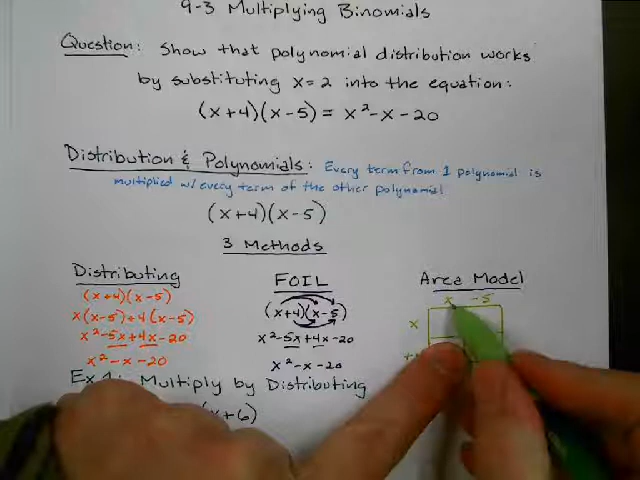 9-3 Multiplying Binomials
Question: Show that polynomial distribution works
by substituting x=2 into the equation:
(x+4)(x-5) = x²-x-20
Distribution & Polynomials: Every term from 1 polynomial is
multiplied w/every term of the other polynomial
(x+4)(x-5)
3 Methods
Distributing
(x+4)(x-5)
x(x-5)+4(x-5)
x²-5x+4x-20
x²-x-20
FOIL
(x+4)(x-5)
x²-5x+4x-20
x²-x-20
Area Model
x -5
x
Multiply by Distributing
(x+6)